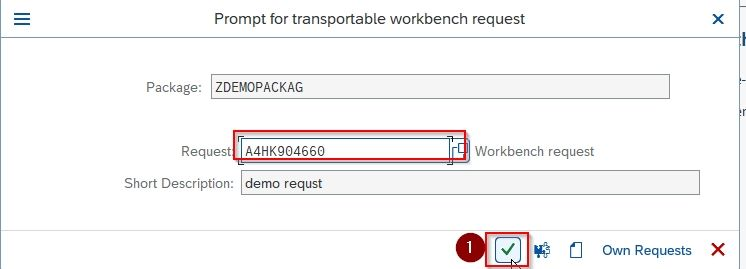 Prompt for transportable workbench request
Package: ZDEMOPACKAG
Request: A4HK904660 Workbench request
Short Description: demo requst
1 Own Requests